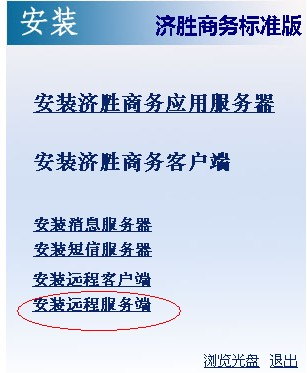 安装 济胜商务标准版
安装济胜商务应用服务器
安装济胜商务客户端
安装消息服务器
安装短信服务器
安装远程客户端
安装远程服务端
浏览光盘 退出